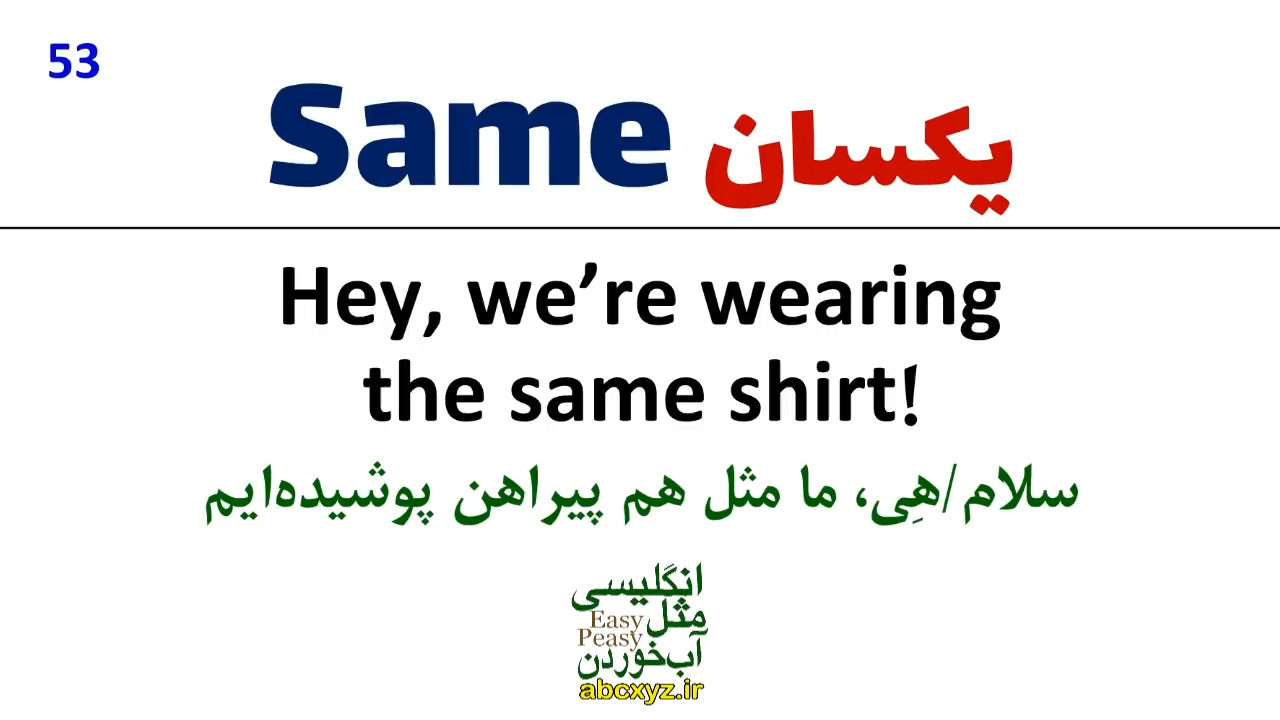 53
Same یکسان
Hey, we’re wearing
the same shirt!
سلام/هِی، ما مثل هم پیراهن پوشیده‌ایم
انگلیسی
مثل
Easy
Peasy
آب‌خوردن
abcxyz.ir